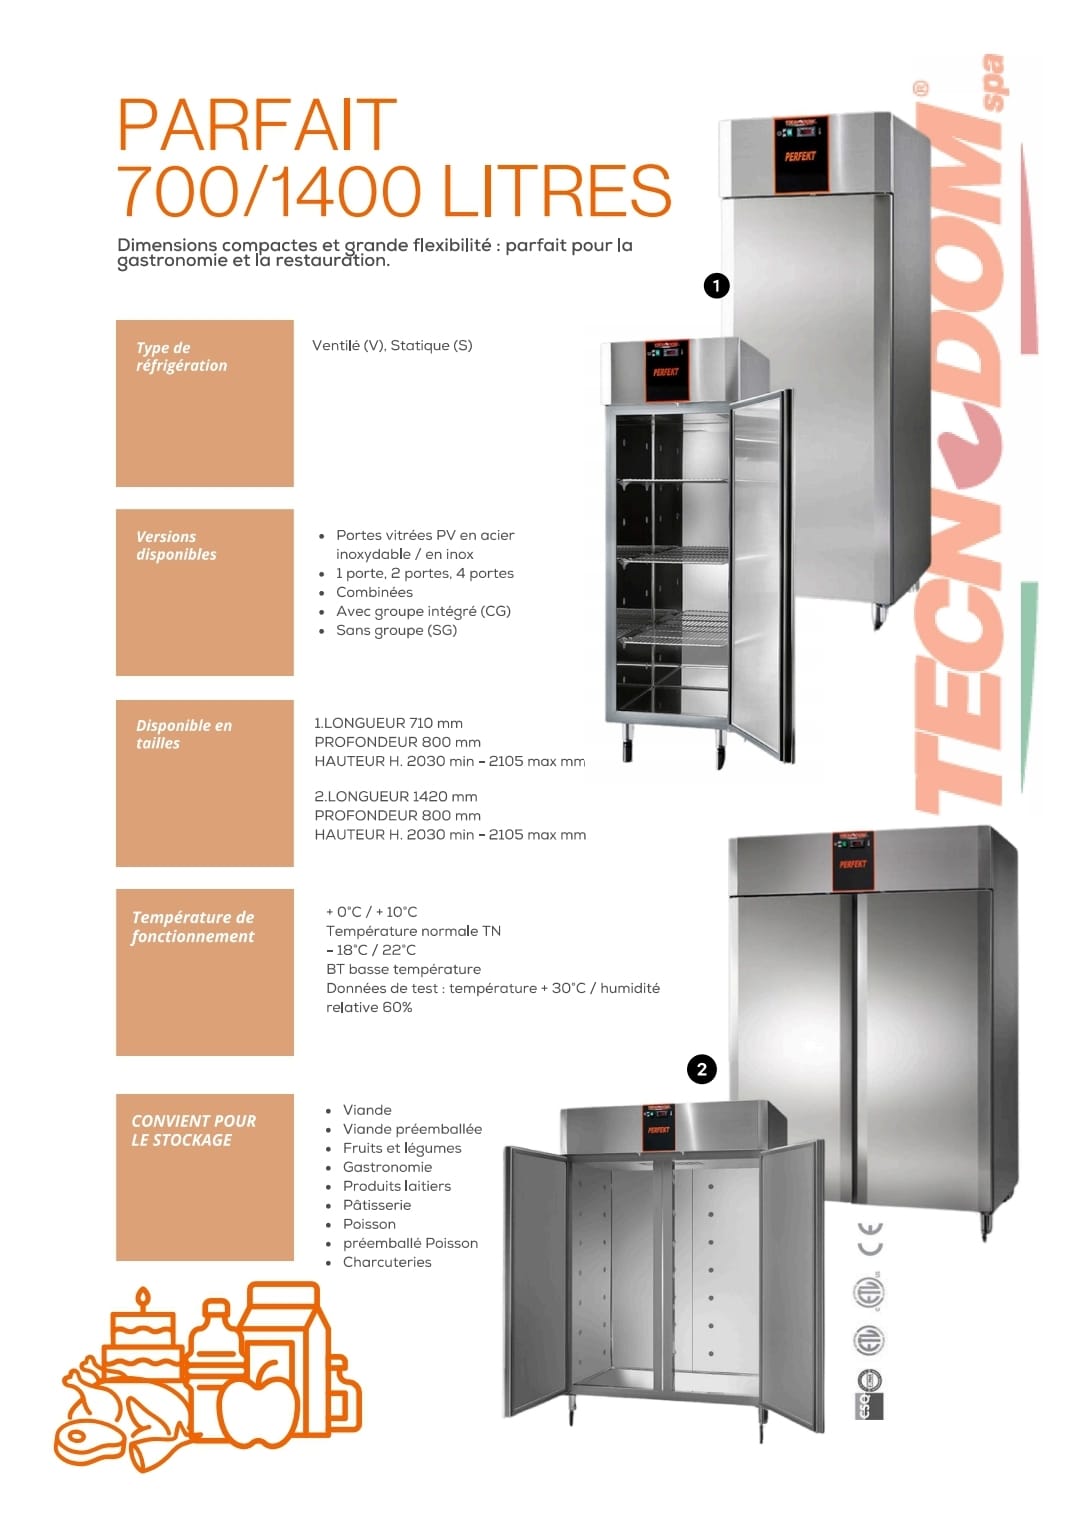 PARFAIT
700/1400 LITRES
Dimensions compactes et grande flexibilité : parfait pour la
gastronomie et la restauration.
TECNODOM® spa
PERFEKT
1
PERFEKT
Type de
réfrigération
Ventilé (V), Statique (S)
Versions
disponibles
• Portes vitrées PV en acier
inoxydable / en inox
• 1 porte, 2 portes, 4 portes
• Combinées
• Avec groupe intégré (CG)
• Sans groupe (SG)
Disponible en
tailles
1.LONGUEUR 710 mm
PROFONDEUR 800 mm
HAUTEUR H. 2030 min – 2105 max mm
2.LONGUEUR 1420 mm
PROFONDEUR 800 mm
HAUTEUR H. 2030 min – 2105 max mm
PERFEKT
Température de
fonctionnement
+ 0°C / + 10°C
Température normale TN
– 18°C / 22°C
BT basse température
Données de test : température + 30°C / humidité
relative 60%
2
CONVIENT POUR
LE STOCKAGE
• Viande
• Viande préemballée
• Fruits et légumes
• Gastronomie
• Produits laitiers
• Pâtisserie
• Poisson
• préemballé Poisson
• Charcuteries
PERFEKT
CE
ETL
ETL
CSQ